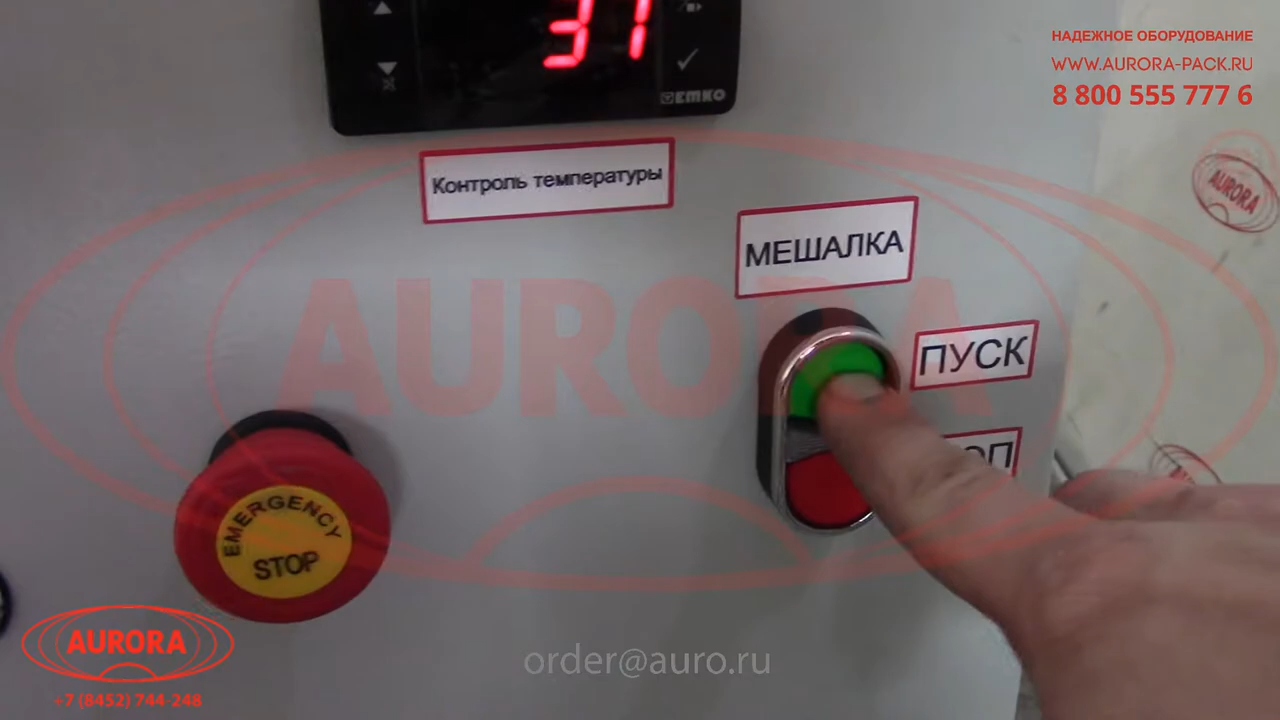 31
EMKO
Контроль температуры
МЕШАЛКА
ПУСК
EMERGENCY
STOP
НАДЕЖНОЕ ОБОРУДОВАНИЕ
WWW.AURORA-PACK.RU
8 800 555 777 6
AURORA
AURORA
AURORA
+7 (8452) 744-248
order@auro.ru